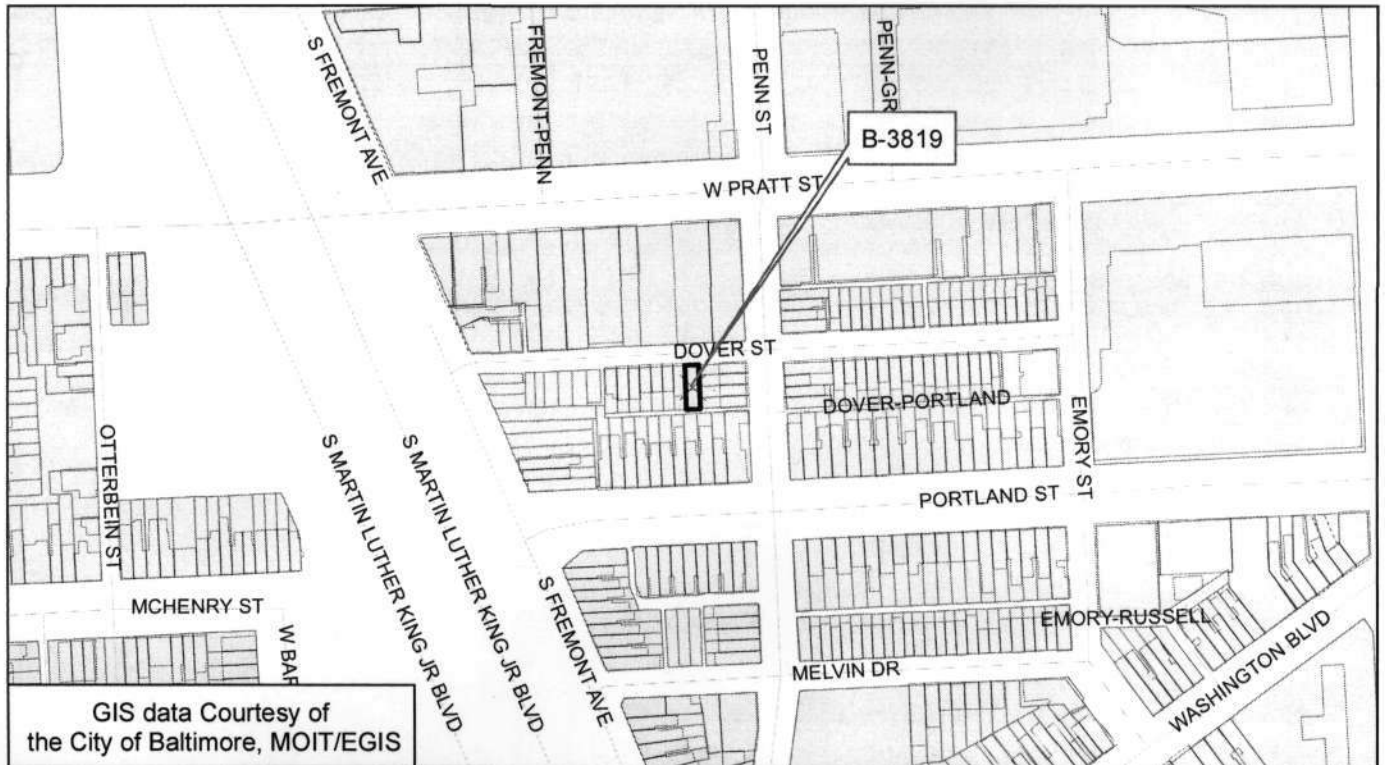 S FREMONT AVE
FREMONT-PENN
PENN ST
PENN-GR
B-3819
W PRATT ST
DOVER ST
DOVER-PORTLAND
OTTERBEIN ST
S MARTIN LUTHER KING JR BLVD
S MARTIN LUTHER KING JR BLVD
EMORY ST
PORTLAND ST
MCHENRY ST
W BAR
S FREMONT AVE
EMORY-RUSSELL
MELVIN DR
WASHINGTON BLVD
GIS data Courtesy of
the City of Baltimore, MOIT/EGIS